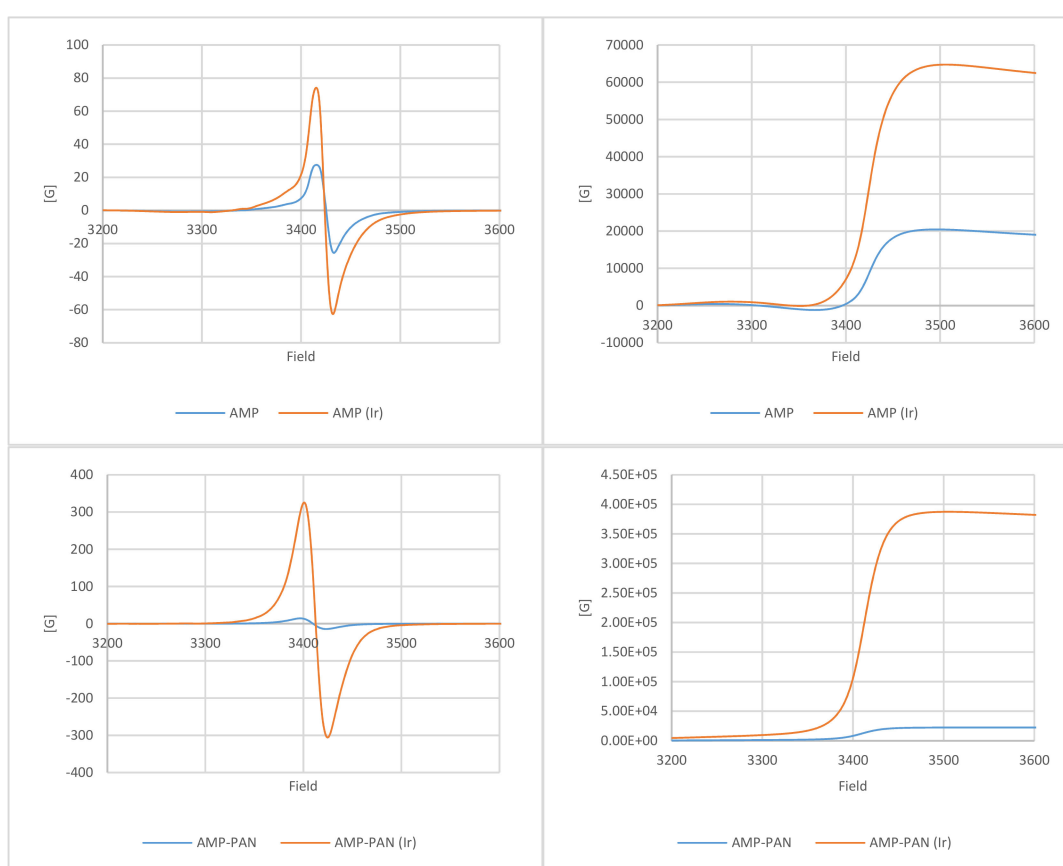 100
80
60
40
20
0
-20
-40
-60
-80
3200 3300 3400 3500 3600
[G]
Field
AMP AMP (Ir)
70000
60000
50000
40000
30000
20000
10000
0
-10000
3200 3300 3400 3500 3600
[G]
Field
AMP AMP (Ir)
400
300
200
100
0
-100
-200
-300
-400
3200 3300 3400 3500 3600
[G]
Field
AMP-PAN AMP-PAN (Ir)
4.50E+05
4.00E+05
3.50E+05
3.00E+05
2.50E+05
2.00E+05
1.50E+05
1.00E+05
5.00E+04
0.00E+00
3200 3300 3400 3500 3600
[G]
Field
AMP-PAN AMP-PAN (Ir)